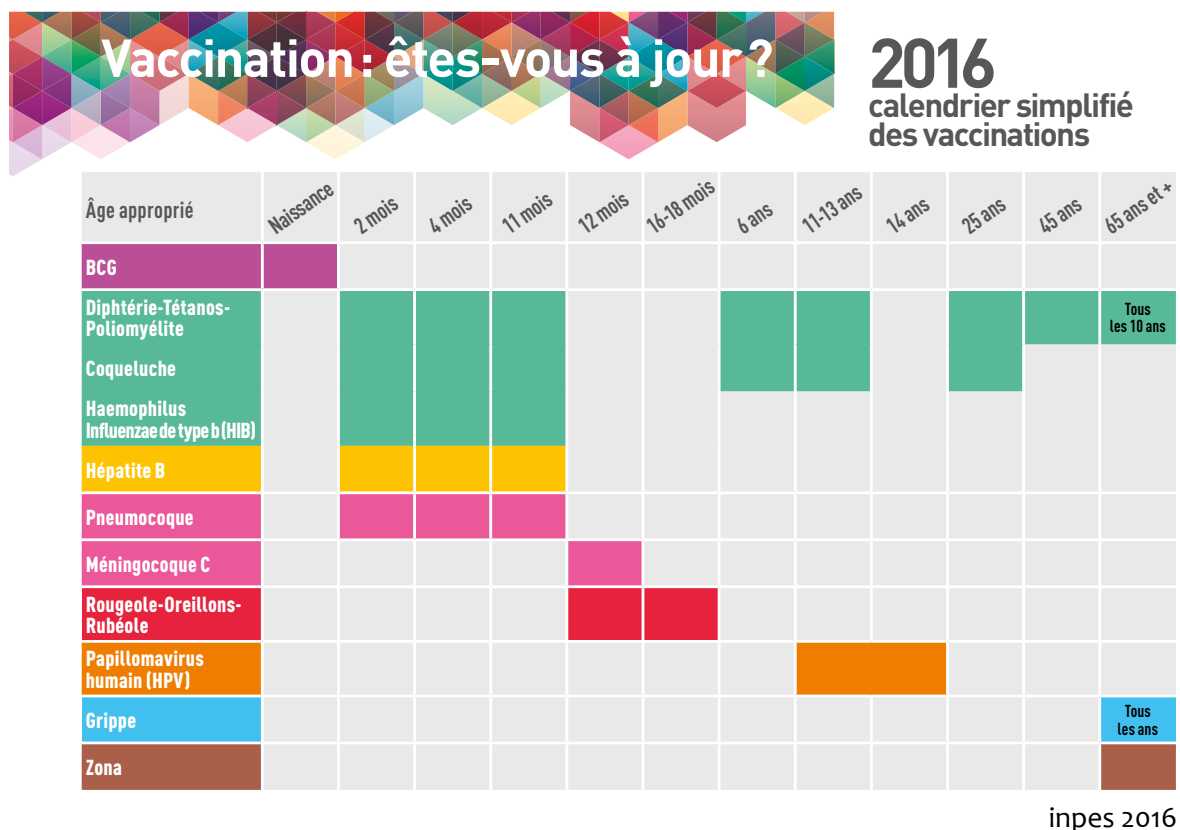 Vaccination : êtes-vous à jour ?
2016
calendrier simplifié
des vaccinations
Âge approprié
Naissance
2 mois
4 mois
11 mois
12 mois
16-18 mois
6 ans
11-13 ans
14 ans
25 ans
45 ans
65 ans et +
BCG
Diphtérie-Tétanos-
Poliomyélite
Tous
les 10 ans
Coqueluche
Haemophilus
Influenzae de type b (HIB)
Hépatite B
Pneumocoque
Méningocoque C
Rougeole-Oreillons-
Rubéole
Papillomavirus
humain (HPV)
Grippe
Tous
les ans
Zona
inpes 2016